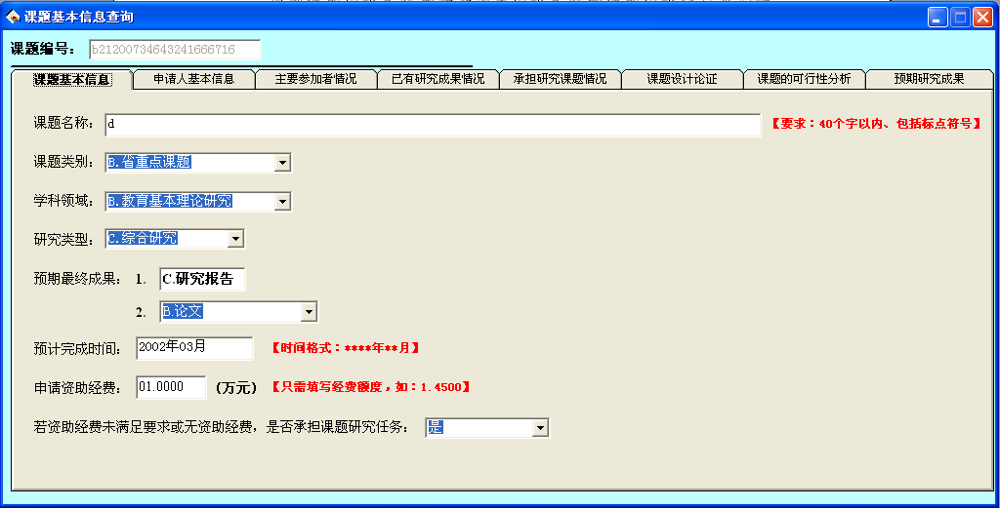 课题基本信息查询
课题编号： b21200734643241666716
课题基本信息 申请人基本信息 主要参加者情况 已有研究成果情况 承担研究课题情况 课题设计论证 课题的可行性分析 预期研究成果
课题名称： d 【要求：40个字以内、包括标点符号】
课题类别： B.省重点课题
学科领域： B.教育基本理论研究
研究类型： C.综合研究
预期最终成果： 1. C.研究报告
2. B.论文
预计完成时间： 2002年03月 【时间格式：****年**月】
申请资助经费： 01.0000 (万元) 【只需填写经费额度，如：1.4500】
若资助经费未满足要求或无资助经费，是否承担课题研究任务： 是